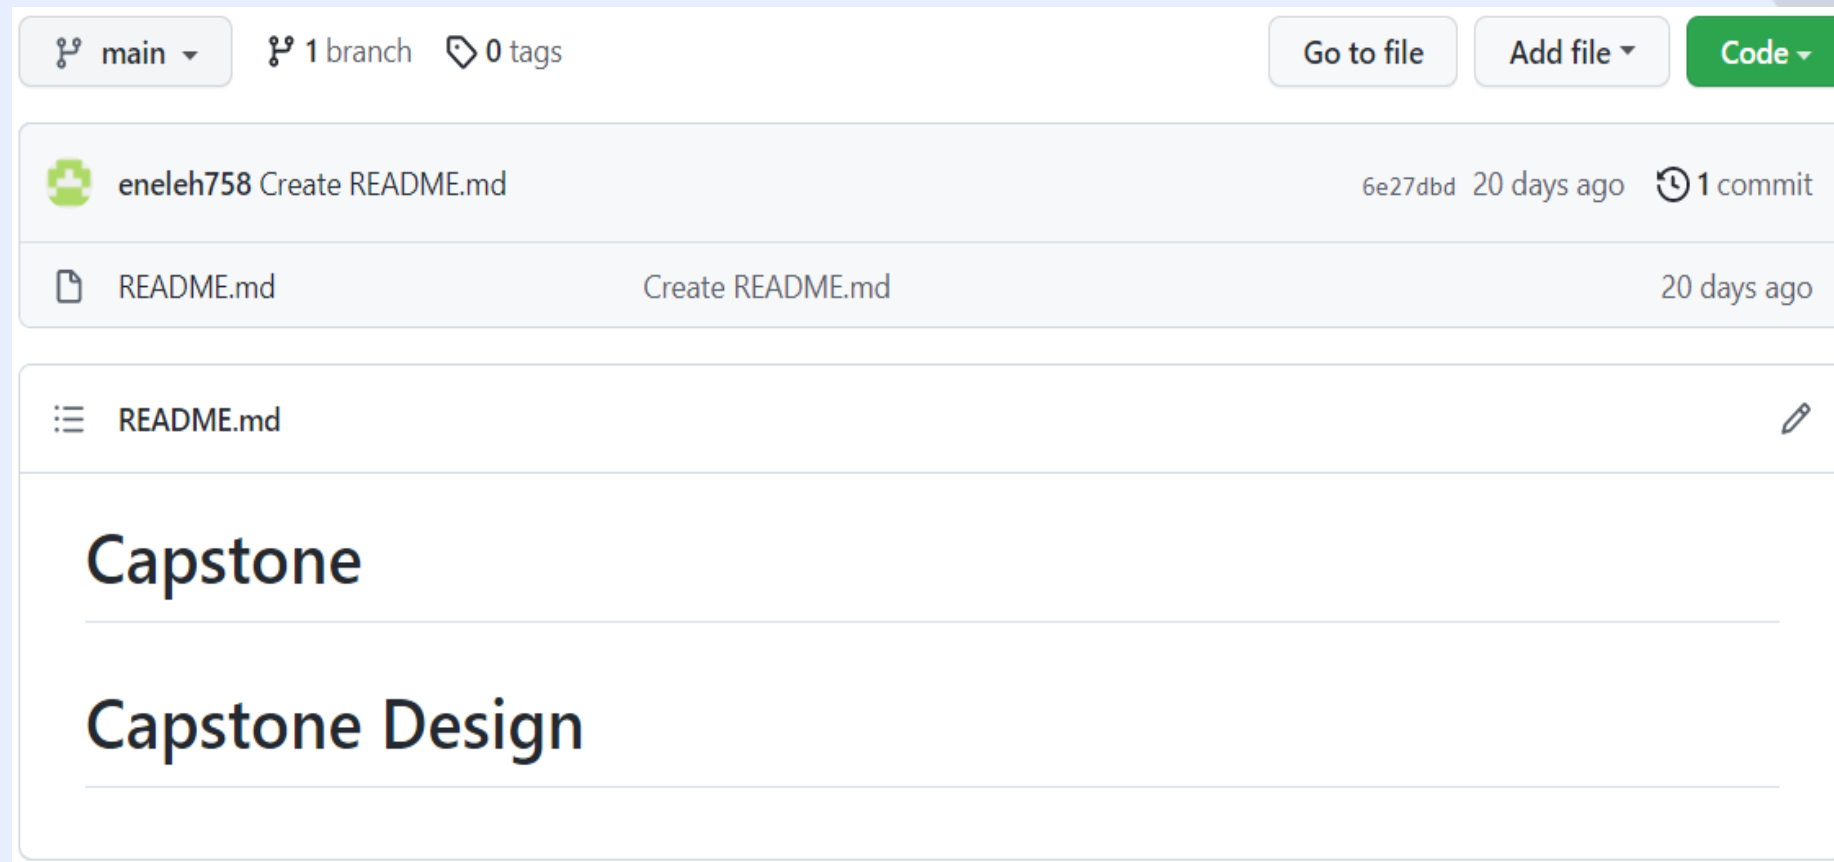 main 1 branch 0 tags Go to file Add file Code
eneleh758 Create README.md 6e27dbd 20 days ago 1 commit
README.md Create README.md 20 days ago
README.md
Capstone
Capstone Design